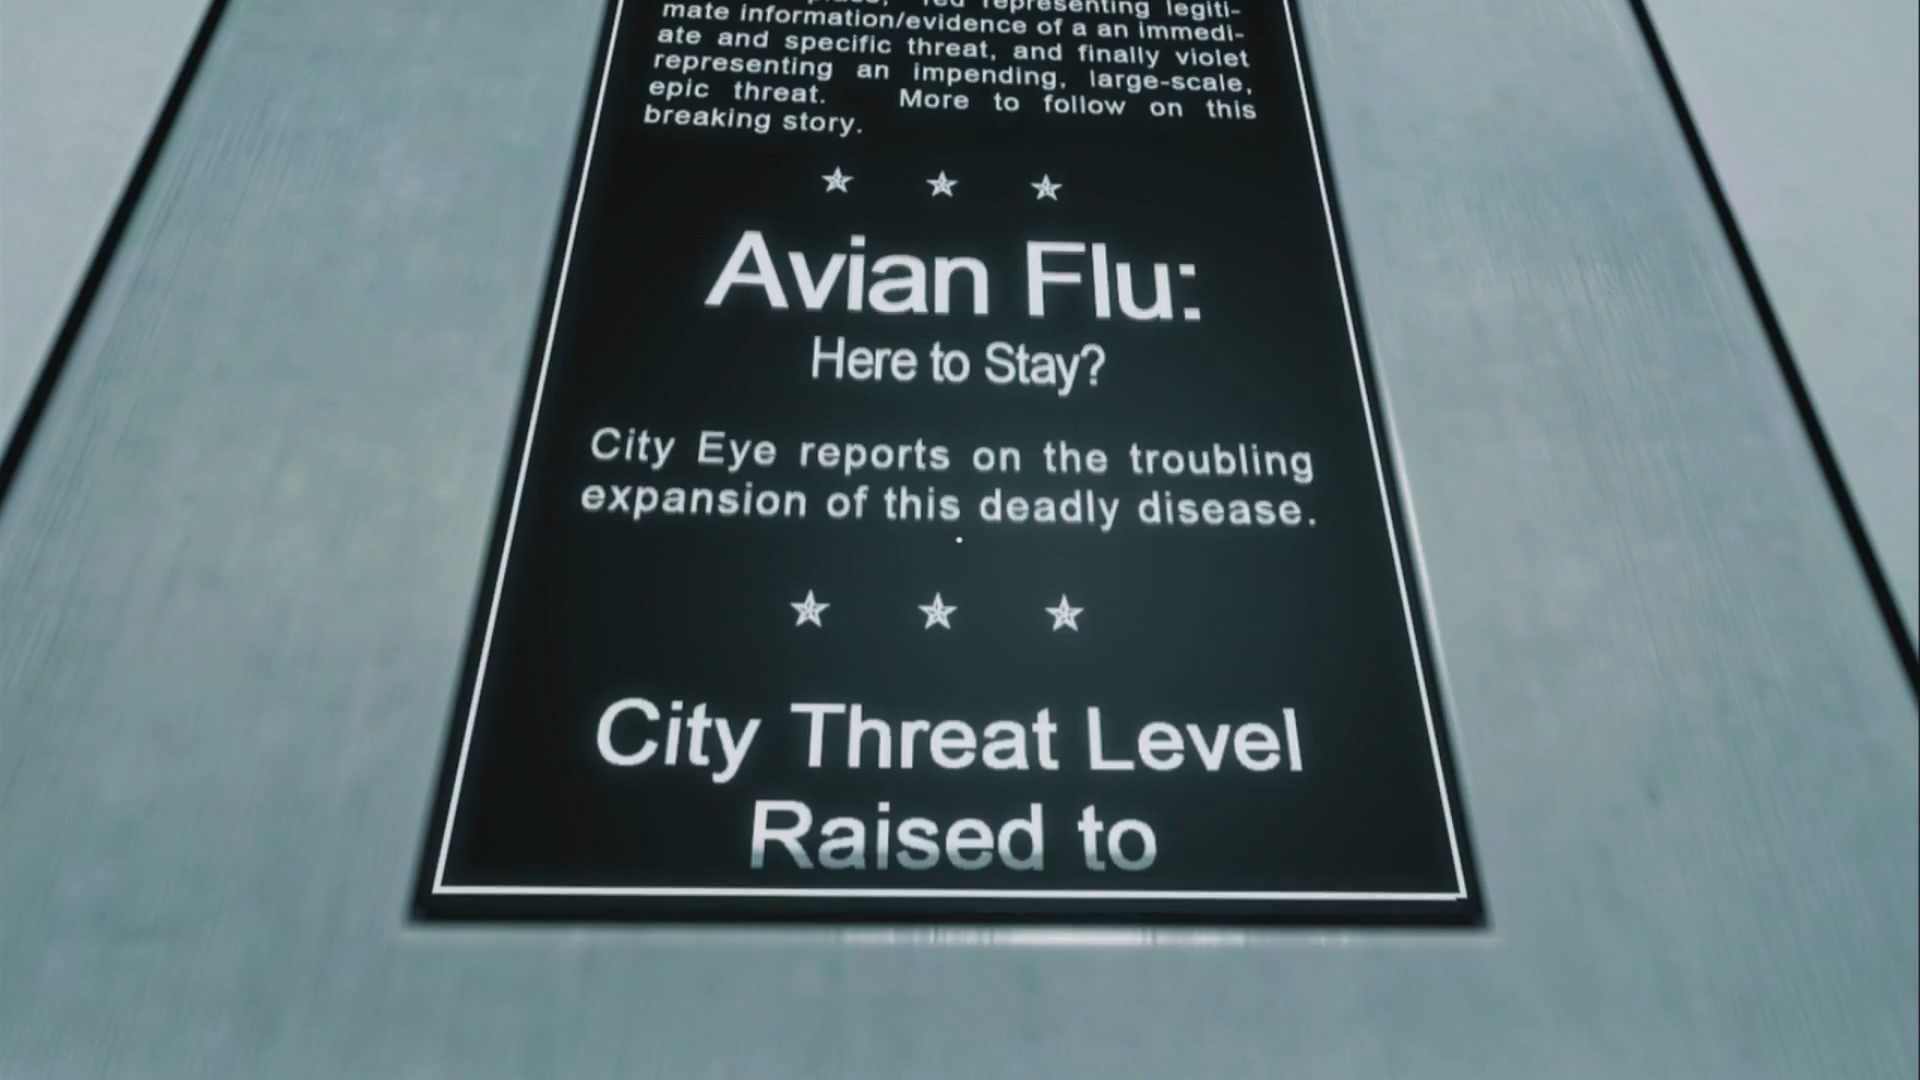 representing legiti-
mate information/evidence of a an immedi-
ate and specific threat, and finally violet
representing an impending, large-scale,
epic threat. More to follow on this
breaking story.
Avian Flu:
Here to Stay?
City Eye reports on the troubling
expansion of this deadly disease.
City Threat Level
Raised to